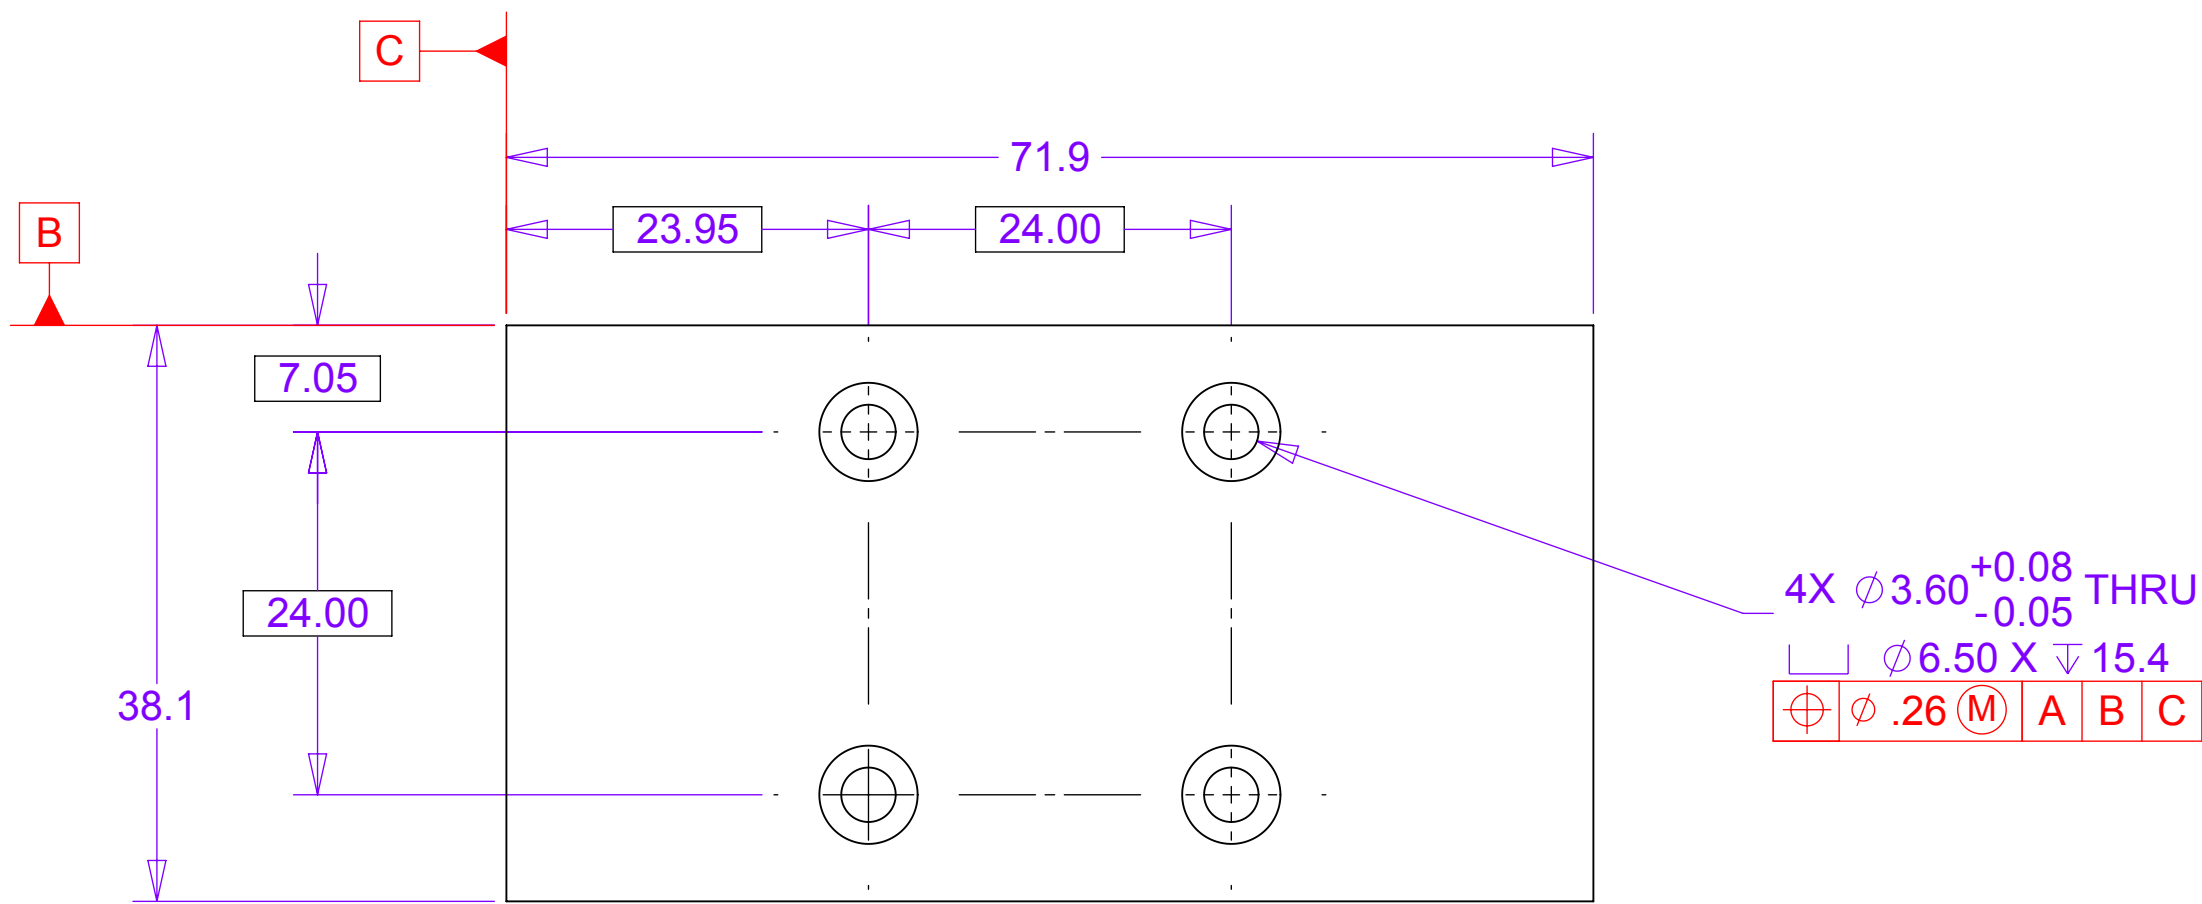 C
71.9
23.95 24.00
B
7.05
24.00
38.1
4X ⌀3.60 +0.08 -0.05 THRU
⌴ ⌀6.50 X ↧ 15.4
⌖ ⌀ .26 Ⓜ A B C